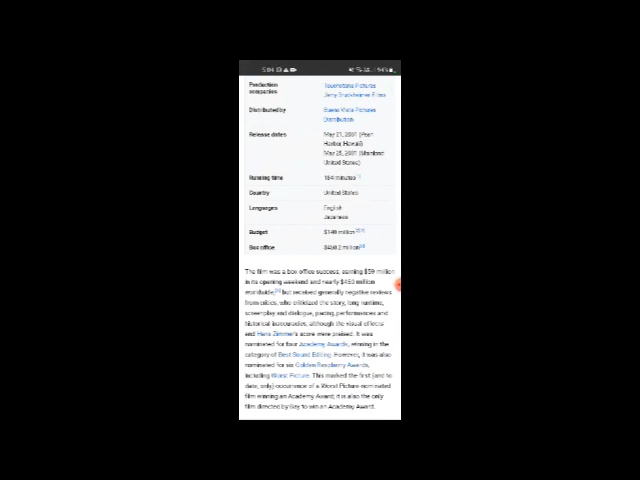 Production
companies
Touchstone Pictures
Jerry Bruckheimer Films
Distributed by
Buena Vista Pictures
Distribution
Release dates
May 21, 2001 (Pearl
Harbor, Hawaii)
May 25, 2001 (Mainland
United States)
Running time
184 minutes
Country
United States
Languages
English
Japanese
Budget
$140 million
Box office
million
The film was a box office success, earning $59 million
in its opening weekend and nearly $450 million
worldwide, but received generally negative reviews
from critics, who criticized the story, long runtime,
screenplay and dialogue, pacing, performances and
historical inaccuracies, although the visual effects
and Hans Zimmer's score were praised. It was
nominated for four Academy Awards, winning in the
category of Best Sound Editing. However, it was also
nominated for six Golden Raspberry Awards,
including Worst Picture. This marked the first (and to
date, only) occurrence of a Worst Picture-nominated
film winning an Academy Award; it is also the only
film directed by Bay to win an Academy Award.